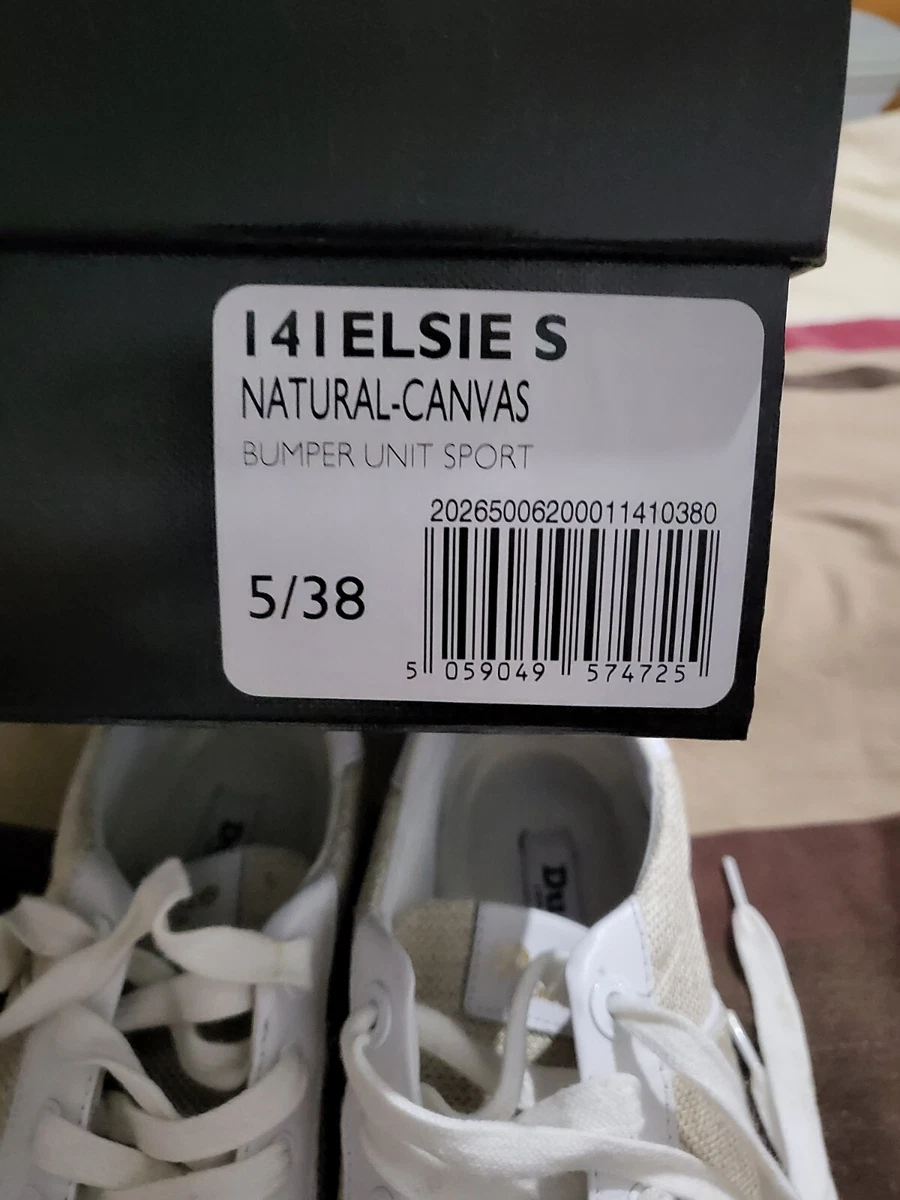 141ELSIE S
NATURAL-CANVAS
BUMPER UNIT SPORT
20265006200011410380
5/38
5 059049 574725